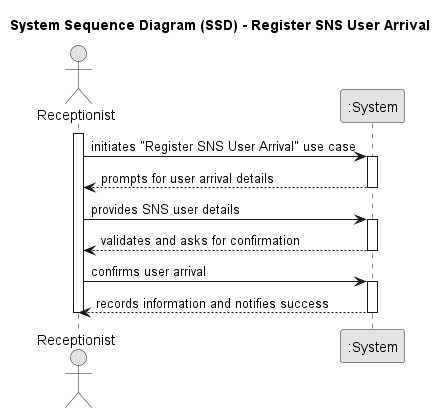 System Sequence Diagram (SSD) - Register SNS User Arrival
Receptionist
:System
initiates "Register SNS User Arrival" use case
prompts for user arrival details
provides SNS user details
validates and asks for confirmation
confirms user arrival
records information and notifies success
Receptionist
:System